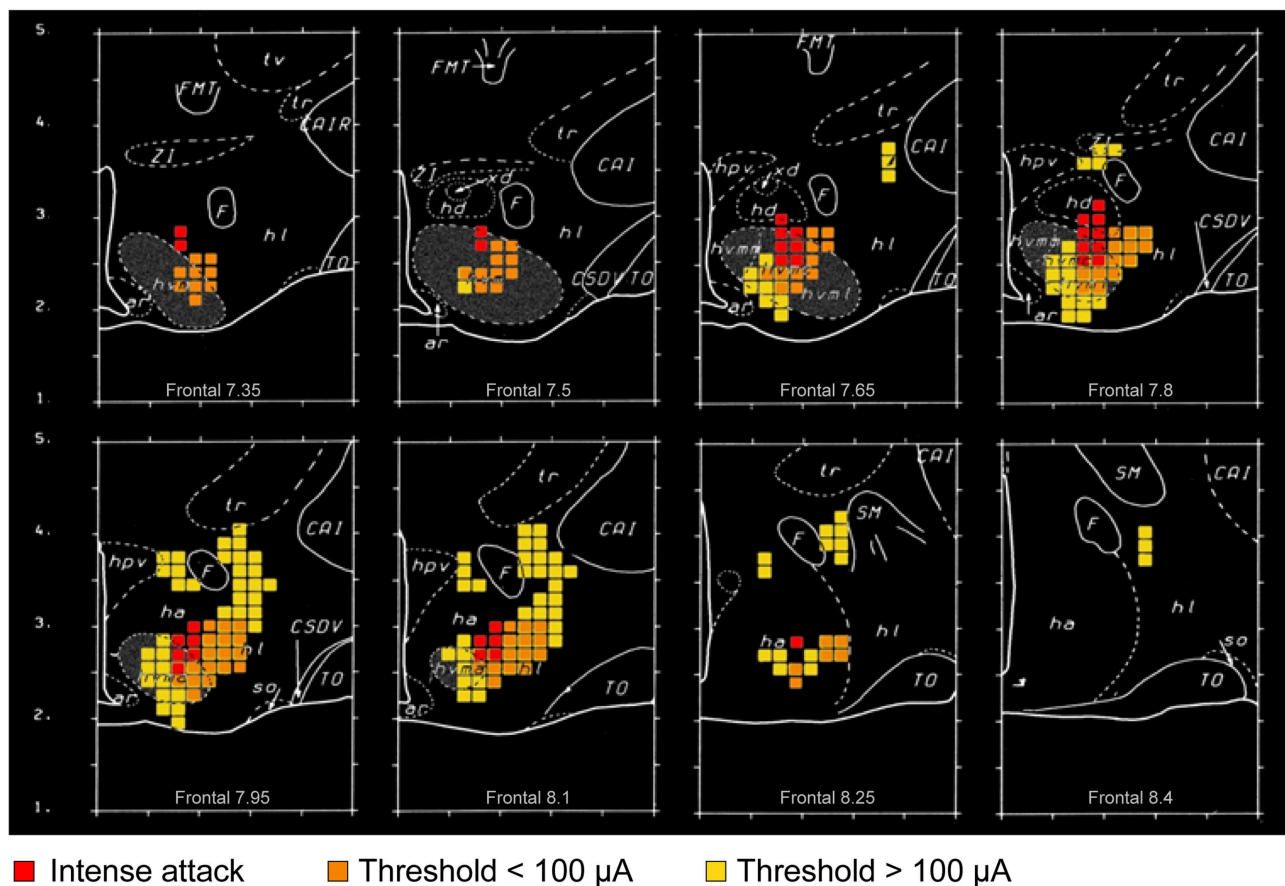 5.
4.
3.
2.
1.
tv
FMT
tr
CAIR
ZI
F
hl
TO
ar
Frontal 7.35
FMT
tr
CAI
ZI
xd
hd
F
hl
CSDV
TO
ar
Frontal 7.5
FMT
tr
CAI
hpv
xd
hd
F
hl
hvmm
hvml
TO
ar
Frontal 7.65
tr
CAI
ZI
hpv
F
hd
CSDV
hvmm
hl
TO
ar
Frontal 7.8
5.
4.
3.
2.
1.
tr
CAI
hpv
F
ha
CSDV
hl
TO
ar
so
Frontal 7.95
tr
CAI
hpv
F
ha
hl
hvma
TO
ar
Frontal 8.1
CAI
tr
SM
F
ha
hl
TO
Frontal 8.25
SM
CAI
F
ha
hl
so
TO
Frontal 8.4
Intense attack
Threshold < 100 µA
Threshold > 100 µA